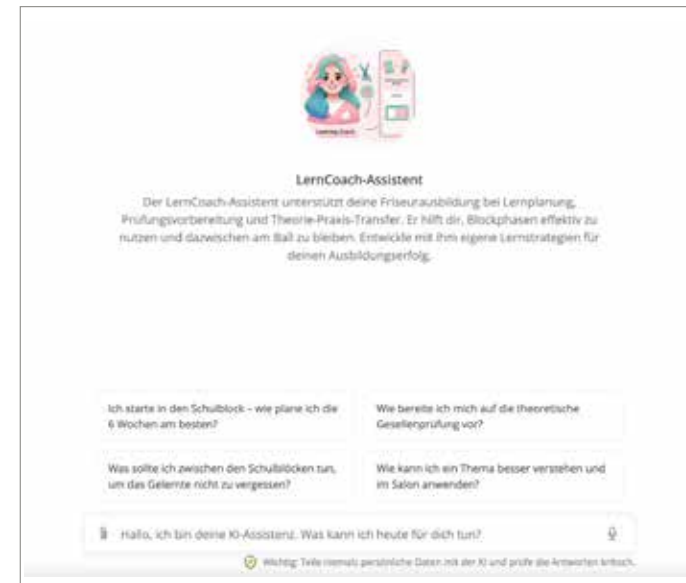 Learning Coach
LernCoach-Assistent
Der LernCoach-Assistent unterstützt deine Friseurausbildung bei Lernplanung,
Prüfungsvorbereitung und Theorie-Praxis-Transfer. Er hilft dir, Blockphasen effektiv zu
nutzen und dazwischen am Ball zu bleiben. Entwickle mit ihm eigene Lernstrategien für
deinen Ausbildungserfolg.
Ich starte in den Schulblock – wie plane ich die
6 Wochen am besten?
Wie bereite ich mich auf die theoretische
Gesellenprüfung vor?
Was sollte ich zwischen den Schulblöcken tun,
um das Gelernte nicht zu vergessen?
Wie kann ich ein Thema besser verstehen und
im Salon anwenden?
Hallo, ich bin deine KI-Assistenz. Was kann ich heute für dich tun?
Wichtig: Teile niemals persönliche Daten mit der KI und prüfe die Antworten kritisch.